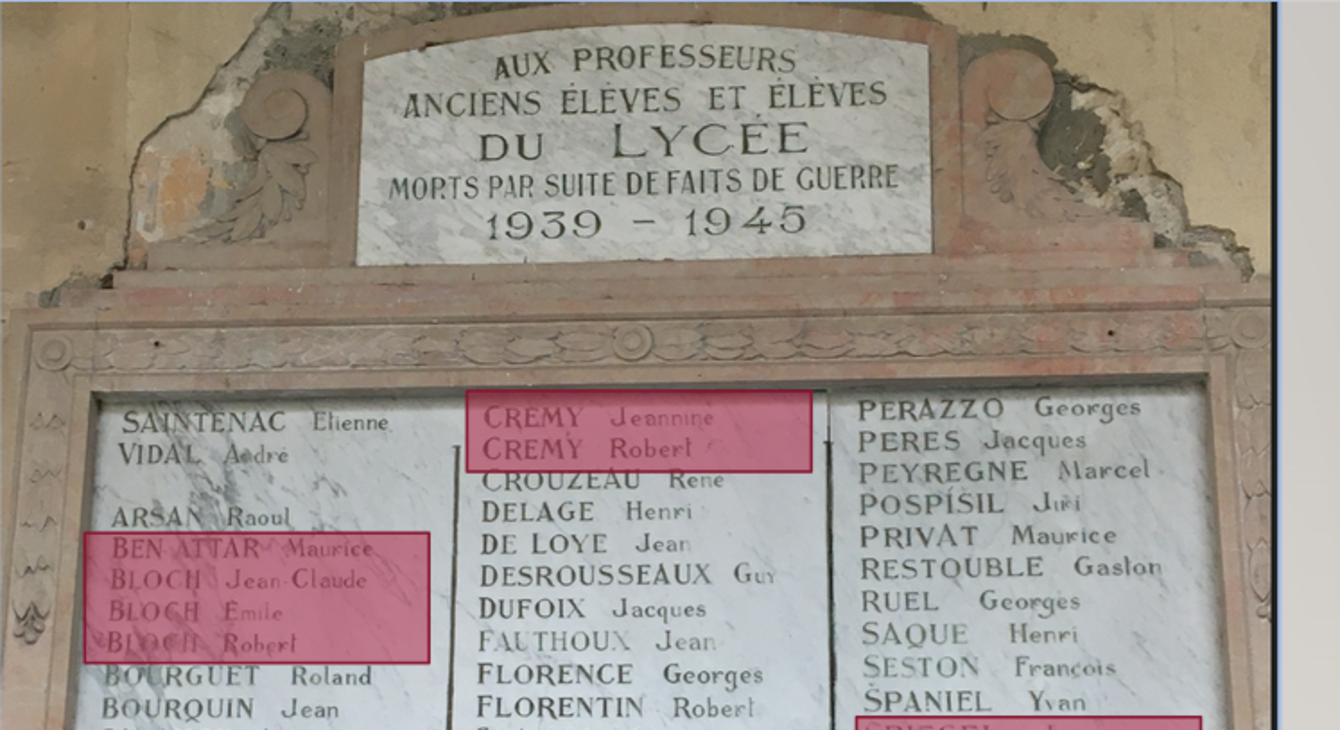 AUX PROFESSEURS
ANCIENS ÉLÈVES ET ÉLÈVES
DU LYCÉE
MORTS PAR SUITE DE FAITS DE GUERRE
1939 - 1945
SAINTENAC Etienne
VIDAL André
ARSAN Raoul
BEN ATTAR Maurice
BLOCH Jean-Claude
BLOCH Émile
BLOCH Robert
BOURGUET Roland
BOURQUIN Jean
CREMY Jeannine
CREMY Robert
CROUZEAU René
DELAGE Henri
DE LOYE Jean
DESROUSSEAUX Guy
DUFOIX Jacques
FAUTHOUX Jean
FLORENCE Georges
FLORENTIN Robert
PERAZZO Georges
PERES Jacques
PEYREGNE Marcel
POSPÍSIL Jiri
PRIVAT Maurice
RESTOUBLE Gaston
RUEL Georges
SAQUE Henri
SESTON François
ŠPANIEL Yvan